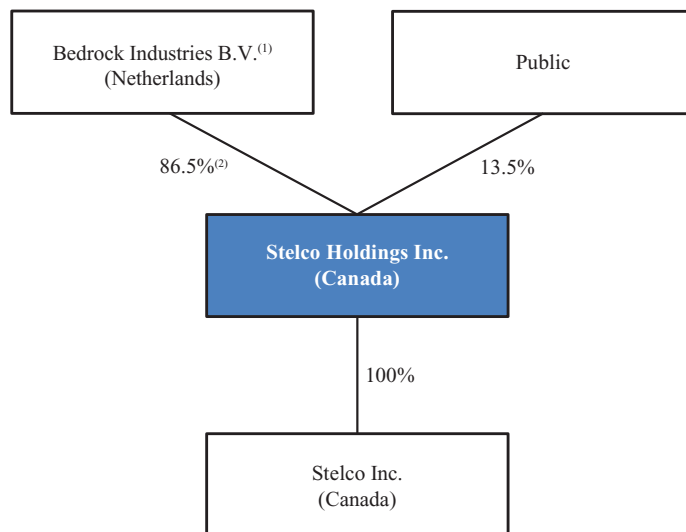 Bedrock Industries B.V.(1)
(Netherlands)
Public
86.5%(2)
13.5%
Stelco Holdings Inc.
(Canada)
100%
Stelco Inc.
(Canada)